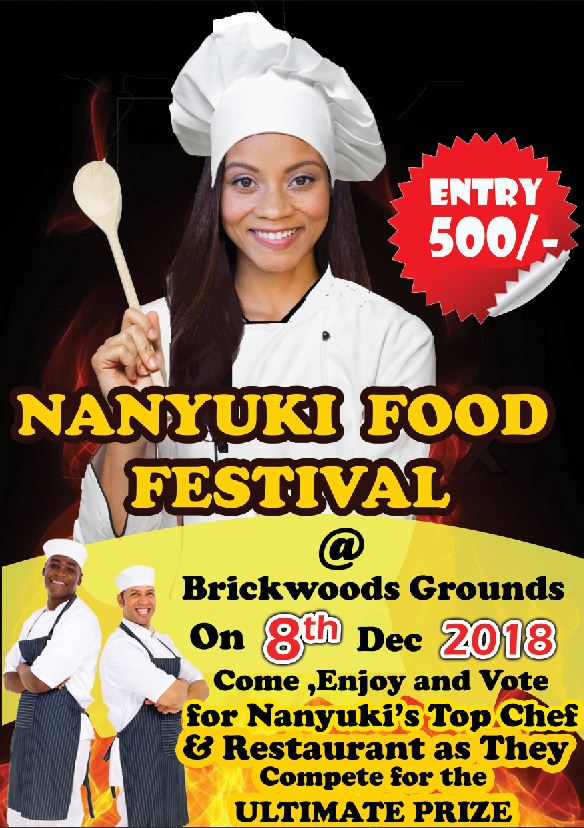 ENTRY
500/-
NANYUKI FOOD
FESTIVAL
@
Brickwoods Grounds
On 8th Dec 2018
Come ,Enjoy and Vote
for Nanyuki's Top Chef
& Restaurant as They
Compete for the
ULTIMATE PRIZE